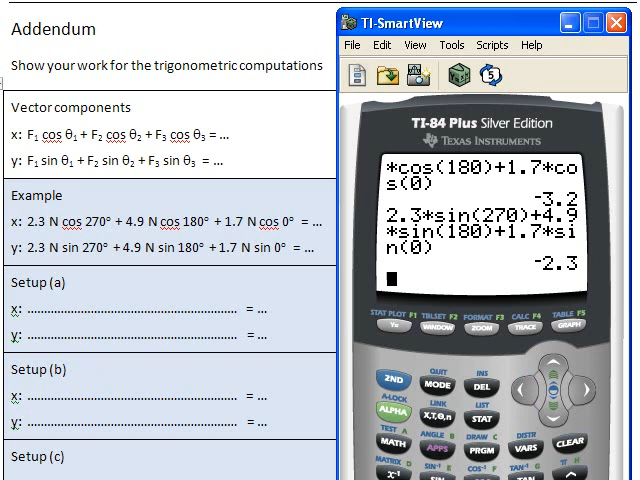 Addendum
Show your work for the trigonometric computations
Vector components
x: F₁ cos θ₁ + F₂ cos θ₂ + F₃ cos θ₃ = ...
y: F₁ sin θ₁ + F₂ sin θ₂ + F₃ sin θ₃ = ...
Example
x: 2.3 N cos 270° + 4.9 N cos 180° + 1.7 N cos 0° = ...
y: 2.3 N sin 270° + 4.9 N sin 180° + 1.7 N sin 0° = ...
Setup (a)
x: ........................................................ = ...
y: ........................................................ = ...
Setup (b)
x: ........................................................ = ...
y: ........................................................ = ...
Setup (c)
TI-SmartView
File Edit View Tools Scripts Help
5
TI-84 Plus Silver Edition
TEXAS INSTRUMENTS
*cos(180)+1.7*co
s(0)
-3.2
2.3*sin(270)+4.9
*sin(180)+1.7*si
n(0)
-2.3
STAT PLOT F1 TBLSET F2 FORMAT F3 CALC F4 TABLE F5
Y= WINDOW ZOOM TRACE GRAPH
QUIT INS
2ND MODE DEL
A-LOCK LINK LIST
ALPHA X,T,Θ,n STAT
TEST A ANGLE B DRAW C DISTR
MATH APPS PRGM VARS CLEAR
MATRIX D SIN⁻¹ E COS⁻¹ F TAN⁻¹ G π H
x⁻¹ SIN COS TAN ^